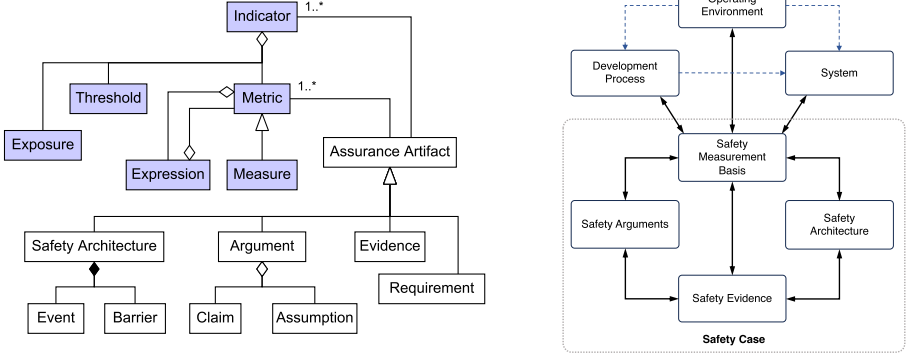 Indicator
1..*
Threshold
Metric
1..*
Exposure
Expression
Measure
Assurance Artifact
Safety Architecture
Argument
Evidence
Requirement
Event
Barrier
Claim
Assumption
Operating
Environment
Development
Process
System
Safety
Measurement
Basis
Safety Arguments
Safety
Architecture
Safety Evidence
Safety Case